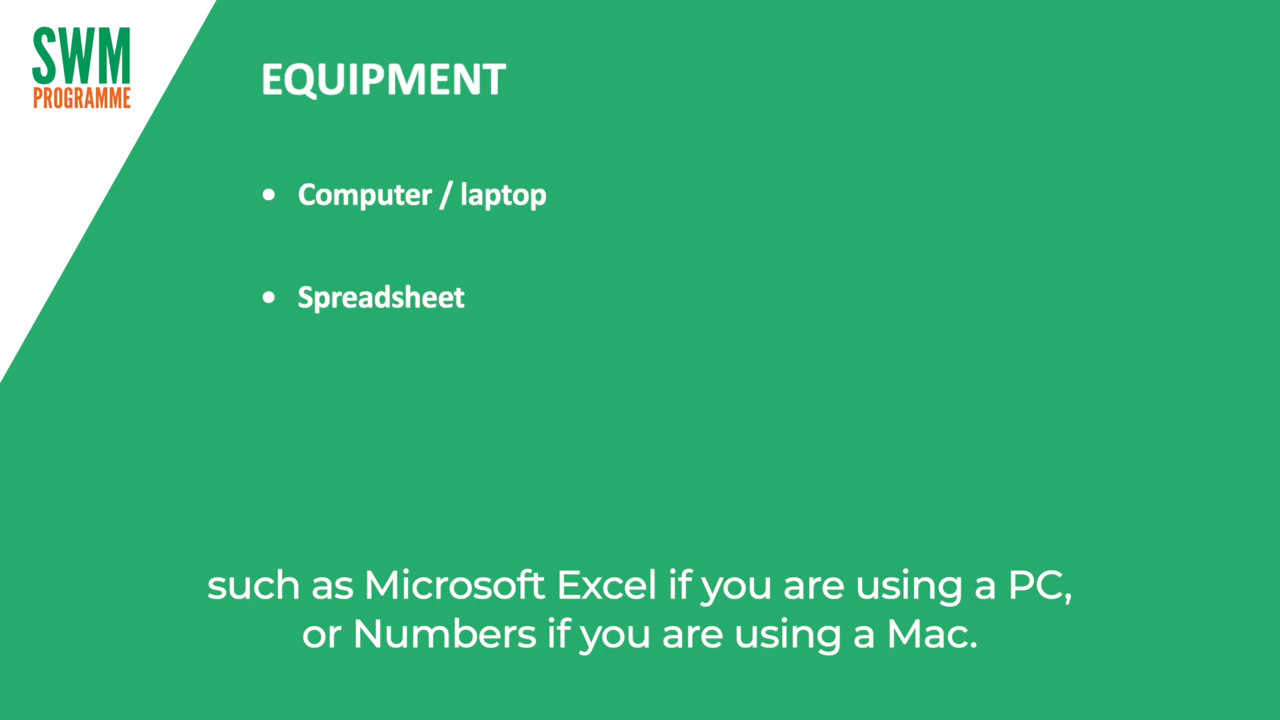 SWM
PROGRAMME
EQUIPMENT
• Computer / laptop
• Spreadsheet
such as Microsoft Excel if you are using a PC,
or Numbers if you are using a Mac.